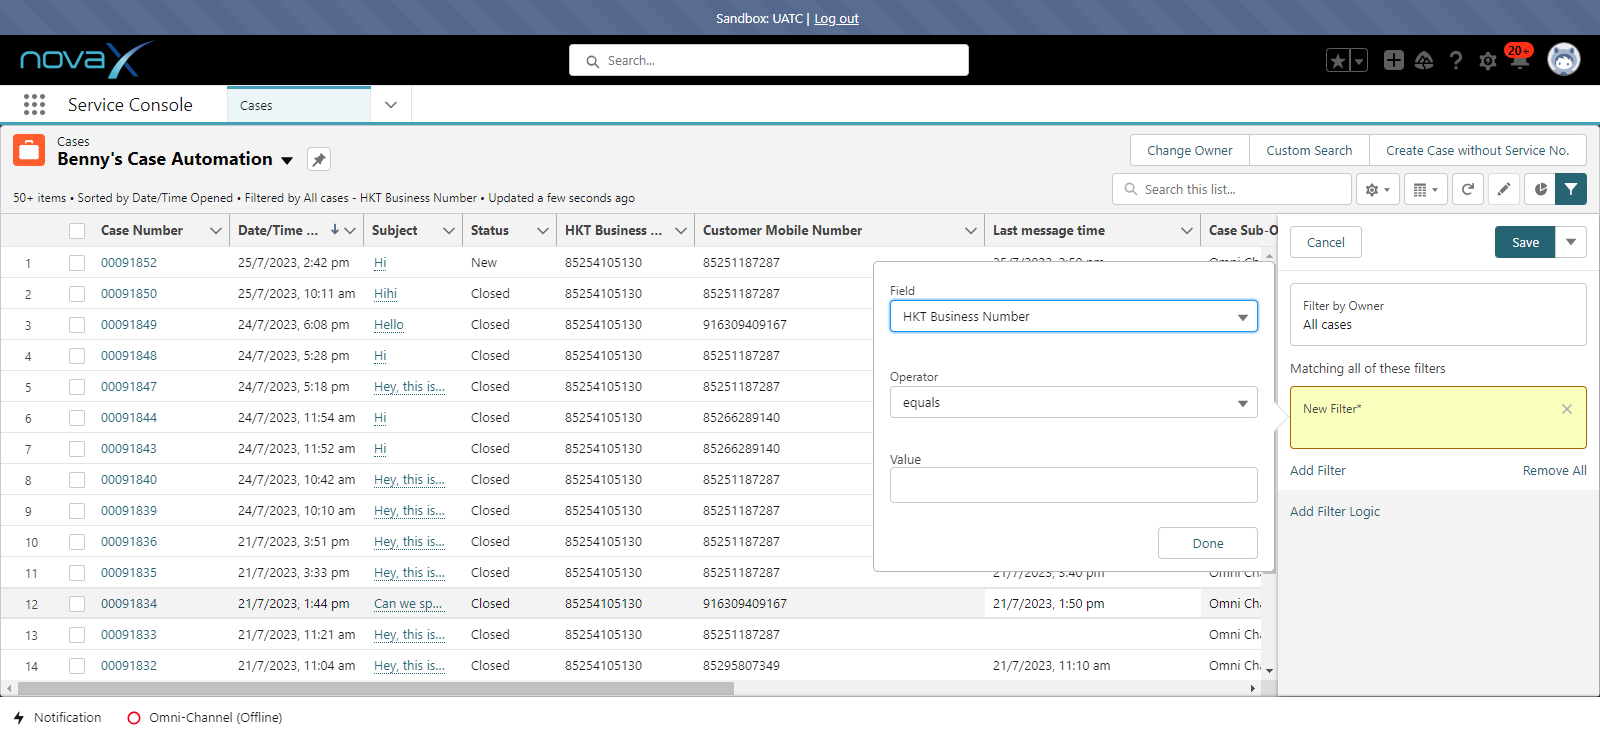 Sandbox: UATC | Log out
novaX
Search...
20+
Service Console
Cases
Cases
Benny's Case Automation
Change Owner
Custom Search
Create Case without Service No.
50+ items • Sorted by Date/Time Opened • Filtered by All cases - HKT Business Number • Updated a few seconds ago
Search this list...
Case Number Date/Time ... Subject Status HKT Business ... Customer Mobile Number Last message time Case Sub-O
1 00091852 25/7/2023, 2:42 pm Hi New 85254105130 85251187287
2 00091850 25/7/2023, 10:11 am Hihi Closed 85254105130 85251187287
3 00091849 24/7/2023, 6:08 pm Hello Closed 85254105130 916309409167
4 00091848 24/7/2023, 5:28 pm Hi Closed 85254105130 85251187287
5 00091847 24/7/2023, 5:18 pm Hey, this is... Closed 85254105130 85251187287
6 00091844 24/7/2023, 11:54 am Hi Closed 85254105130 85266289140
7 00091843 24/7/2023, 11:52 am Hi Closed 85254105130 85266289140
8 00091840 24/7/2023, 10:42 am Hey, this is... Closed 85254105130 85251187287
9 00091839 24/7/2023, 10:10 am Hey, this is... Closed 85254105130 85251187287
10 00091836 21/7/2023, 3:51 pm Hey, this is... Closed 85254105130 85251187287
11 00091835 21/7/2023, 3:33 pm Hey, this is... Closed 85254105130 85251187287 21/7/2023, 3:40 pm Omni Cha
12 00091834 21/7/2023, 1:44 pm Can we sp... Closed 85254105130 916309409167 21/7/2023, 1:50 pm Omni Cha
13 00091833 21/7/2023, 11:21 am Hey, this is... Closed 85254105130 85251187287 Omni Cha
14 00091832 21/7/2023, 11:04 am Hey, this is... Closed 85254105130 85295807349 21/7/2023, 11:10 am Omni Cha
Field
HKT Business Number
Operator
equals
Value
Done
Cancel
Save
Filter by Owner
All cases
Matching all of these filters
New Filter*
Add Filter
Remove All
Add Filter Logic
Notification
Omni-Channel (Offline)